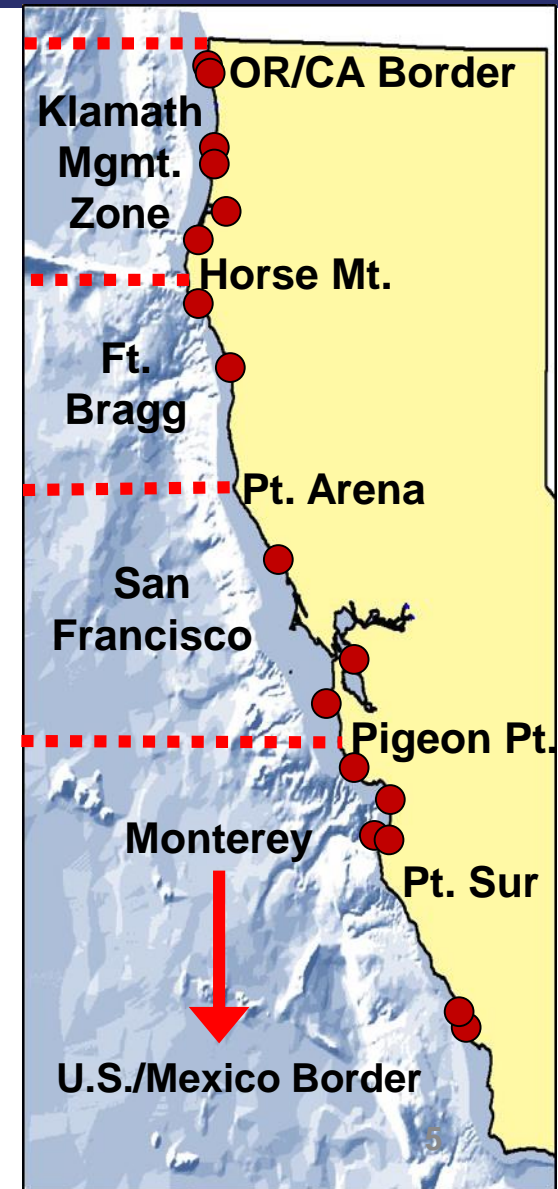 OR/CA Border
Klamath
Mgmt.
Zone
Horse Mt.
Ft.
Bragg
Pt. Arena
San
Francisco
Pigeon Pt.
Monterey
Pt. Sur
U.S./Mexico Border
5